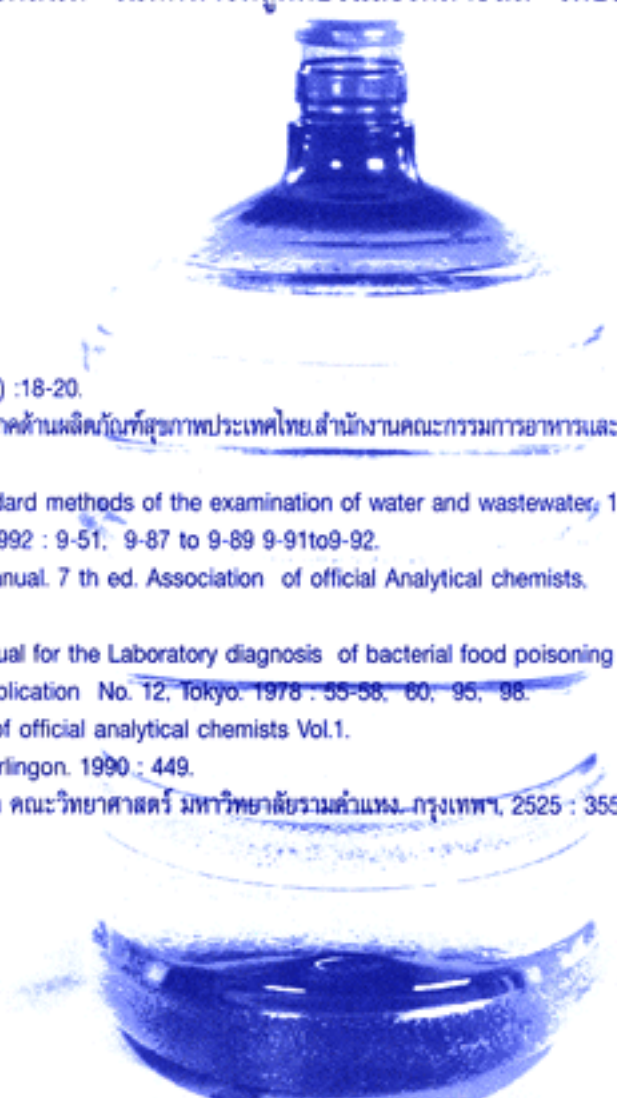 ) :18-20.
าคด้านผลิตภัณฑ์สุขภาพประเทศไทย.สำนักงานคณะกรรมการอาหารและ
dard methods of the examination of water and wastewater, 1
992 : 9-51, 9-87 to 9-89 9-91to9-92.
anual. 7 th ed. Association of official Analytical chemists,
ual for the Laboratory diagnosis of bacterial food poisoning
blication No. 12, Tokyo. 1978 : 55-58, 60, 95, 98.
of official analytical chemists Vol.1.
rlingon. 1990 : 449.
คณะวิทยาศาสตร์ มหาวิทยาลัยรามคำแหง. กรุงเทพฯ, 2525 : 355